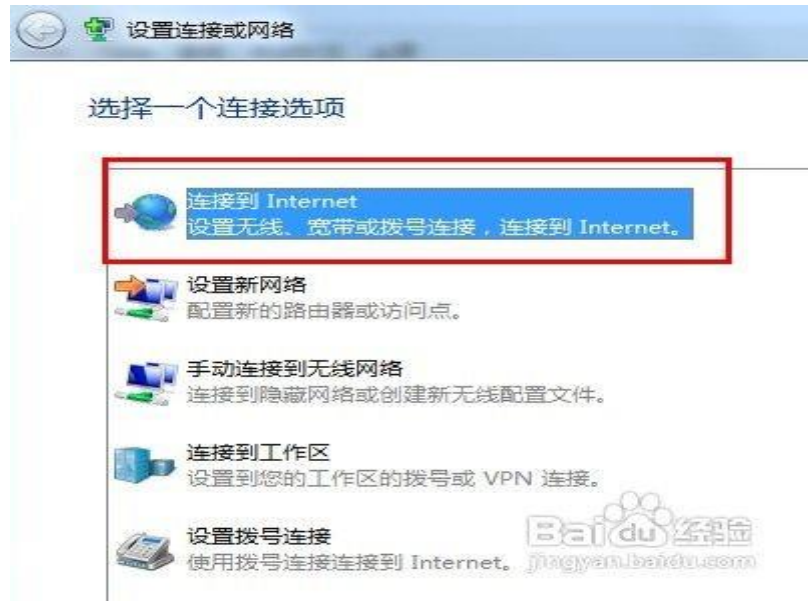 设置连接或网络
选择一个连接选项
连接到 Internet
设置无线、宽带或拨号连接，连接到 Internet。
设置新网络
配置新的路由器或访问点。
手动连接到无线网络
连接到隐藏网络或创建新无线配置文件。
连接到工作区
设置到您的工作区的拨号或 VPN 连接。
设置拨号连接
使用拨号连接连接到 Internet。
Bai du 经验
jingyan.baidu.com